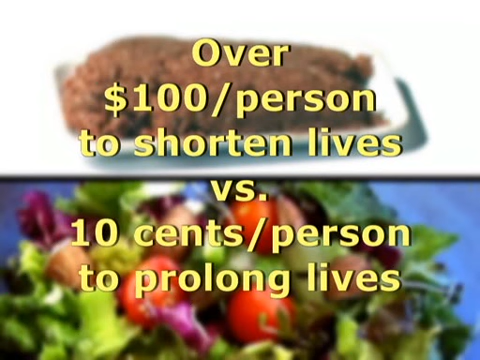 Over
$100/person
to shorten lives
vs.
10 cents/person
to prolong lives